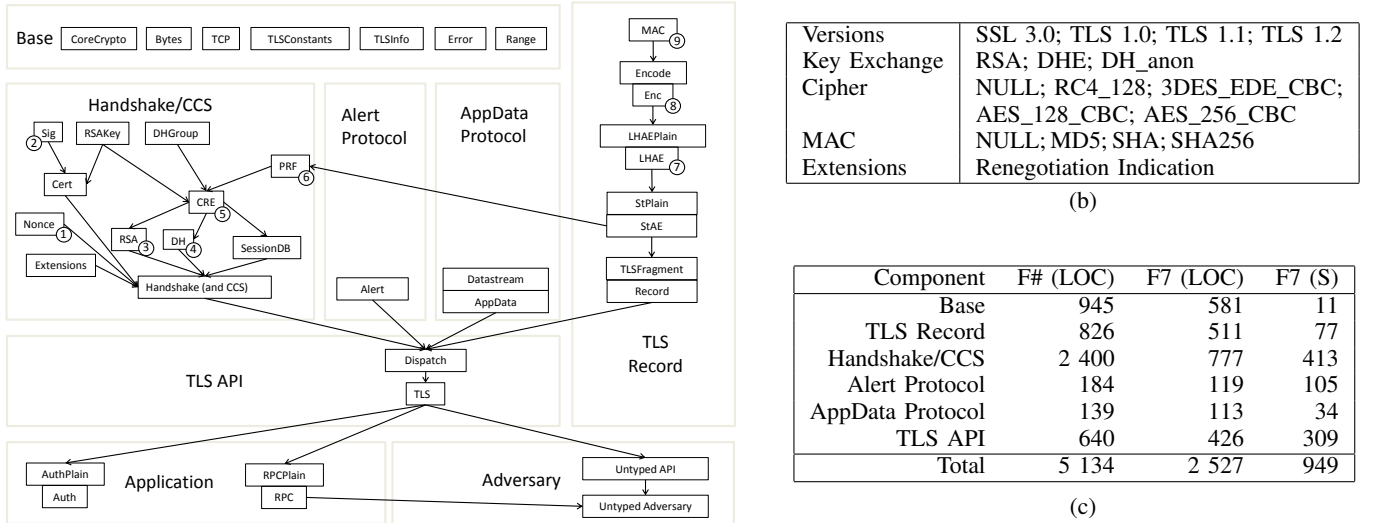 Base CoreCrypto Bytes TCP TLSConstants TLSInfo Error Range
Handshake/CCS
Sig RSAKey DHGroup
2
Cert
PRF
6
CRE
5
Nonce
1
RSA
3
DH
4
SessionDB
Extensions
Handshake (and CCS)
Alert
Protocol
Alert
AppData
Protocol
Datastream
AppData
MAC
9
Encode
Enc
8
LHAEPlain
LHAE
7
StPlain
StAE
TLSFragment
Record
TLS
Record
TLS API
Dispatch
TLS
Application
AuthPlain
Auth
RPCPlain
RPC
Adversary
Untyped API
Untyped Adversary
Versions SSL 3.0; TLS 1.0; TLS 1.1; TLS 1.2
Key Exchange RSA; DHE; DH_anon
Cipher NULL; RC4_128; 3DES_EDE_CBC;
AES_128_CBC; AES_256_CBC
MAC NULL; MD5; SHA; SHA256
Extensions Renegotiation Indication
(b)
Component F# (LOC) F7 (LOC) F7 (S)
Base 945 581 11
TLS Record 826 511 77
Handshake/CCS 2 400 777 413
Alert Protocol 184 119 105
AppData Protocol 139 113 34
TLS API 640 426 309
Total 5 134 2 527 949
(c)